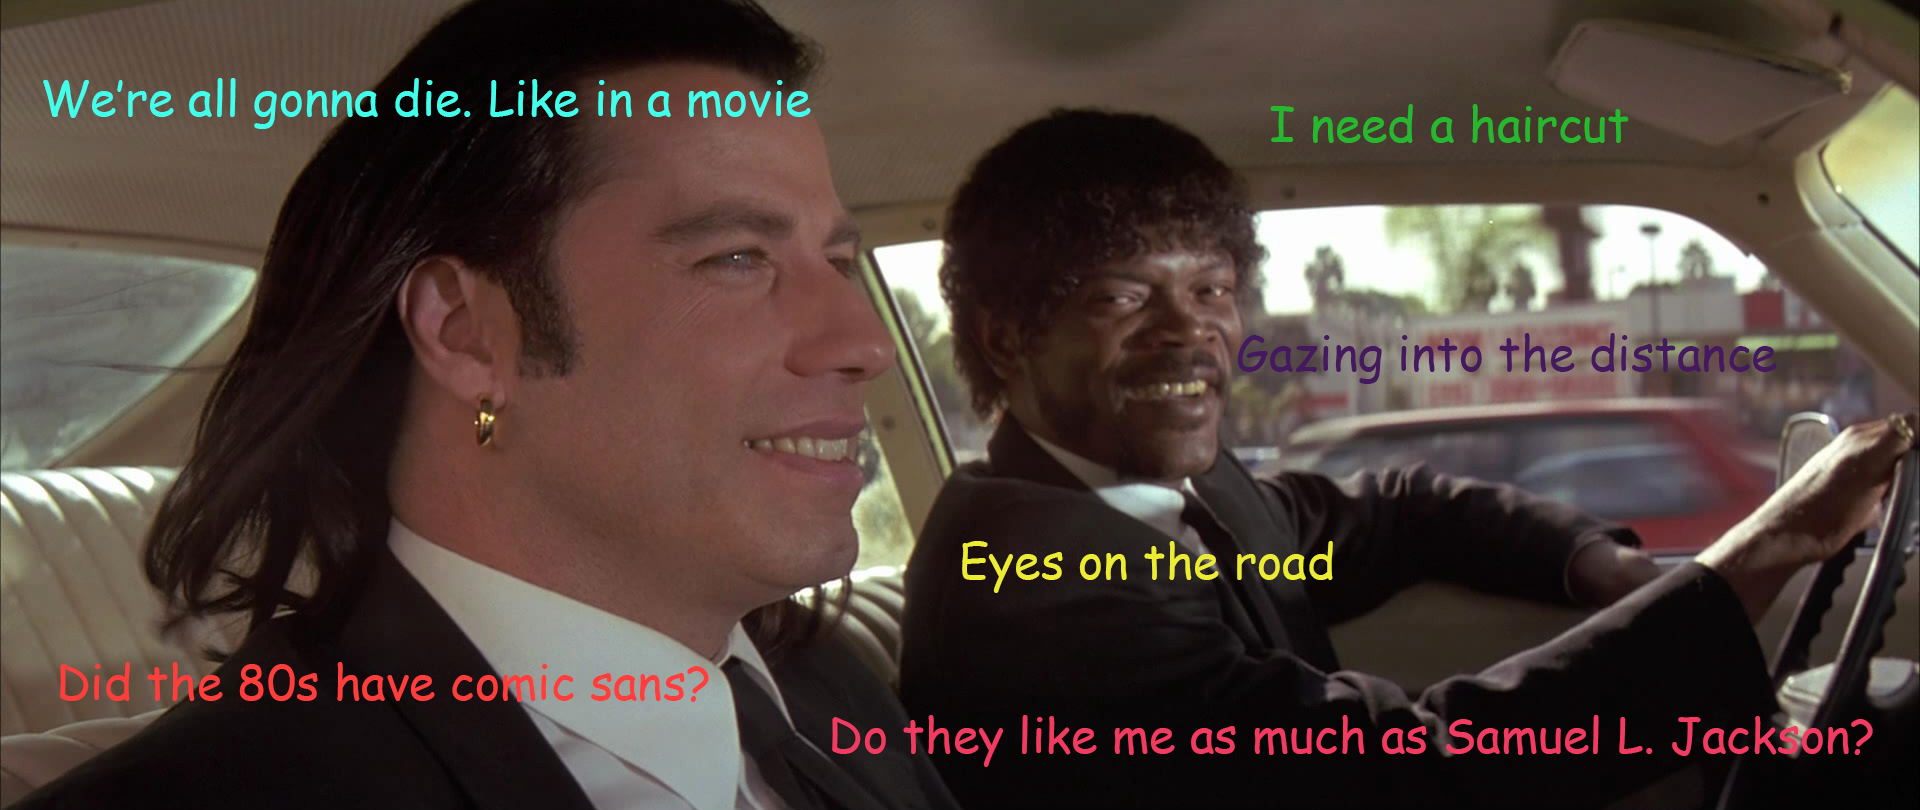 We're all gonna die. Like in a movie
I need a haircut
Gazing into the distance
Eyes on the road
Did the 80s have comic sans?
Do they like me as much as Samuel L. Jackson?